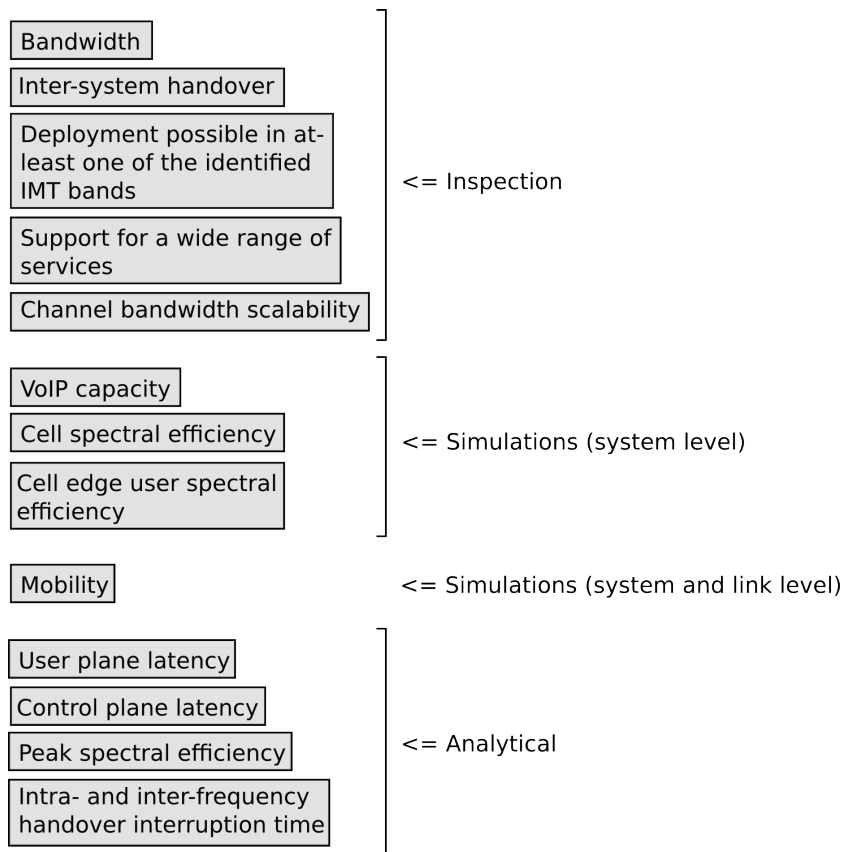 Bandwidth
Inter-system handover
Deployment possible in at-
least one of the identified
IMT bands
<= Inspection
Support for a wide range of
services
Channel bandwidth scalability
VoIP capacity
Cell spectral efficiency
<= Simulations (system level)
Cell edge user spectral
efficiency
Mobility
<= Simulations (system and link level)
User plane latency
Control plane latency
Peak spectral efficiency
<= Analytical
Intra- and inter-frequency
handover interruption time